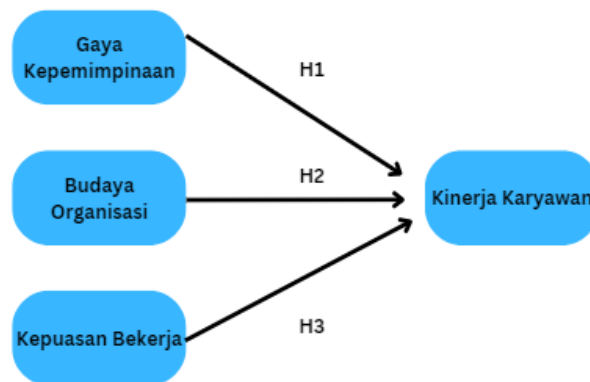 Gaya
Kepemimpinaan
H1
Budaya
Organisasi
H2
Kinerja Karyawan
Kepuasan Bekerja
H3